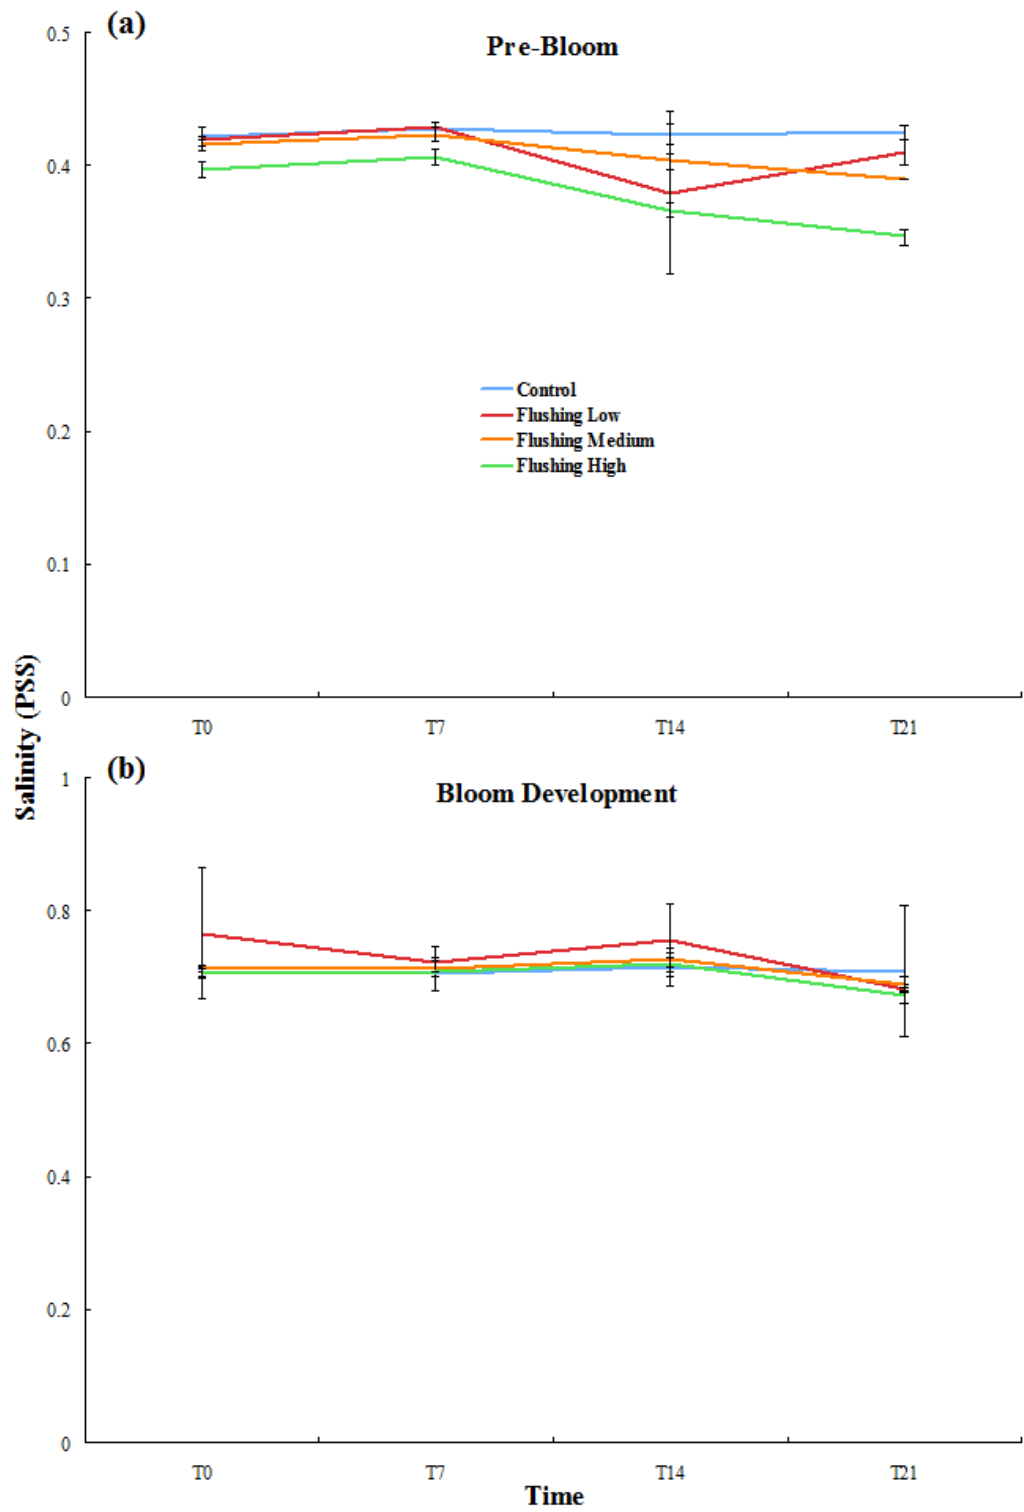 (a)
Pre-Bloom
0.5
0.4
0.3
0.2
0.1
0
Control
Flushing Low
Flushing Medium
Flushing High
T0 T7 T14 T21
Salinity (PSS)
(b)
Bloom Development
1
0.8
0.6
0.4
0.2
0
T0 T7 T14 T21
Time